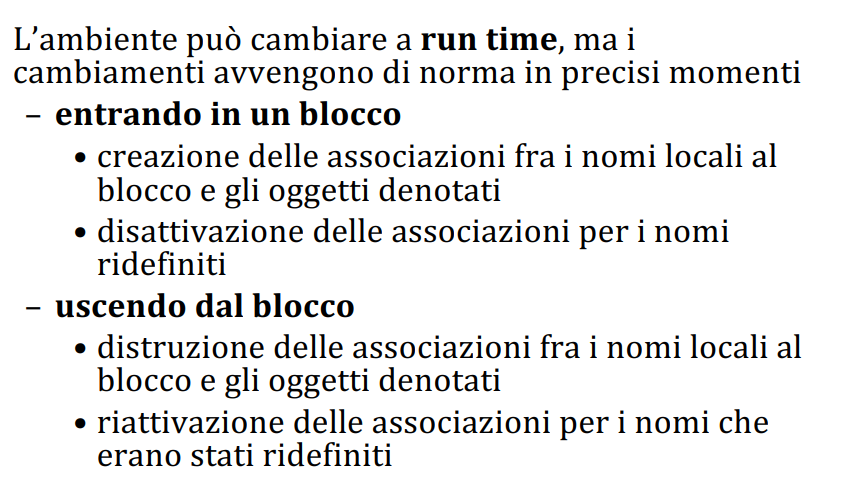 L’ambiente può cambiare a run time, ma i
cambiamenti avvengono di norma in precisi momenti
– entrando in un blocco
• creazione delle associazioni fra i nomi locali al
blocco e gli oggetti denotati
• disattivazione delle associazioni per i nomi
ridefiniti
– uscendo dal blocco
• distruzione delle associazioni fra i nomi locali al
blocco e gli oggetti denotati
• riattivazione delle associazioni per i nomi che
erano stati ridefiniti